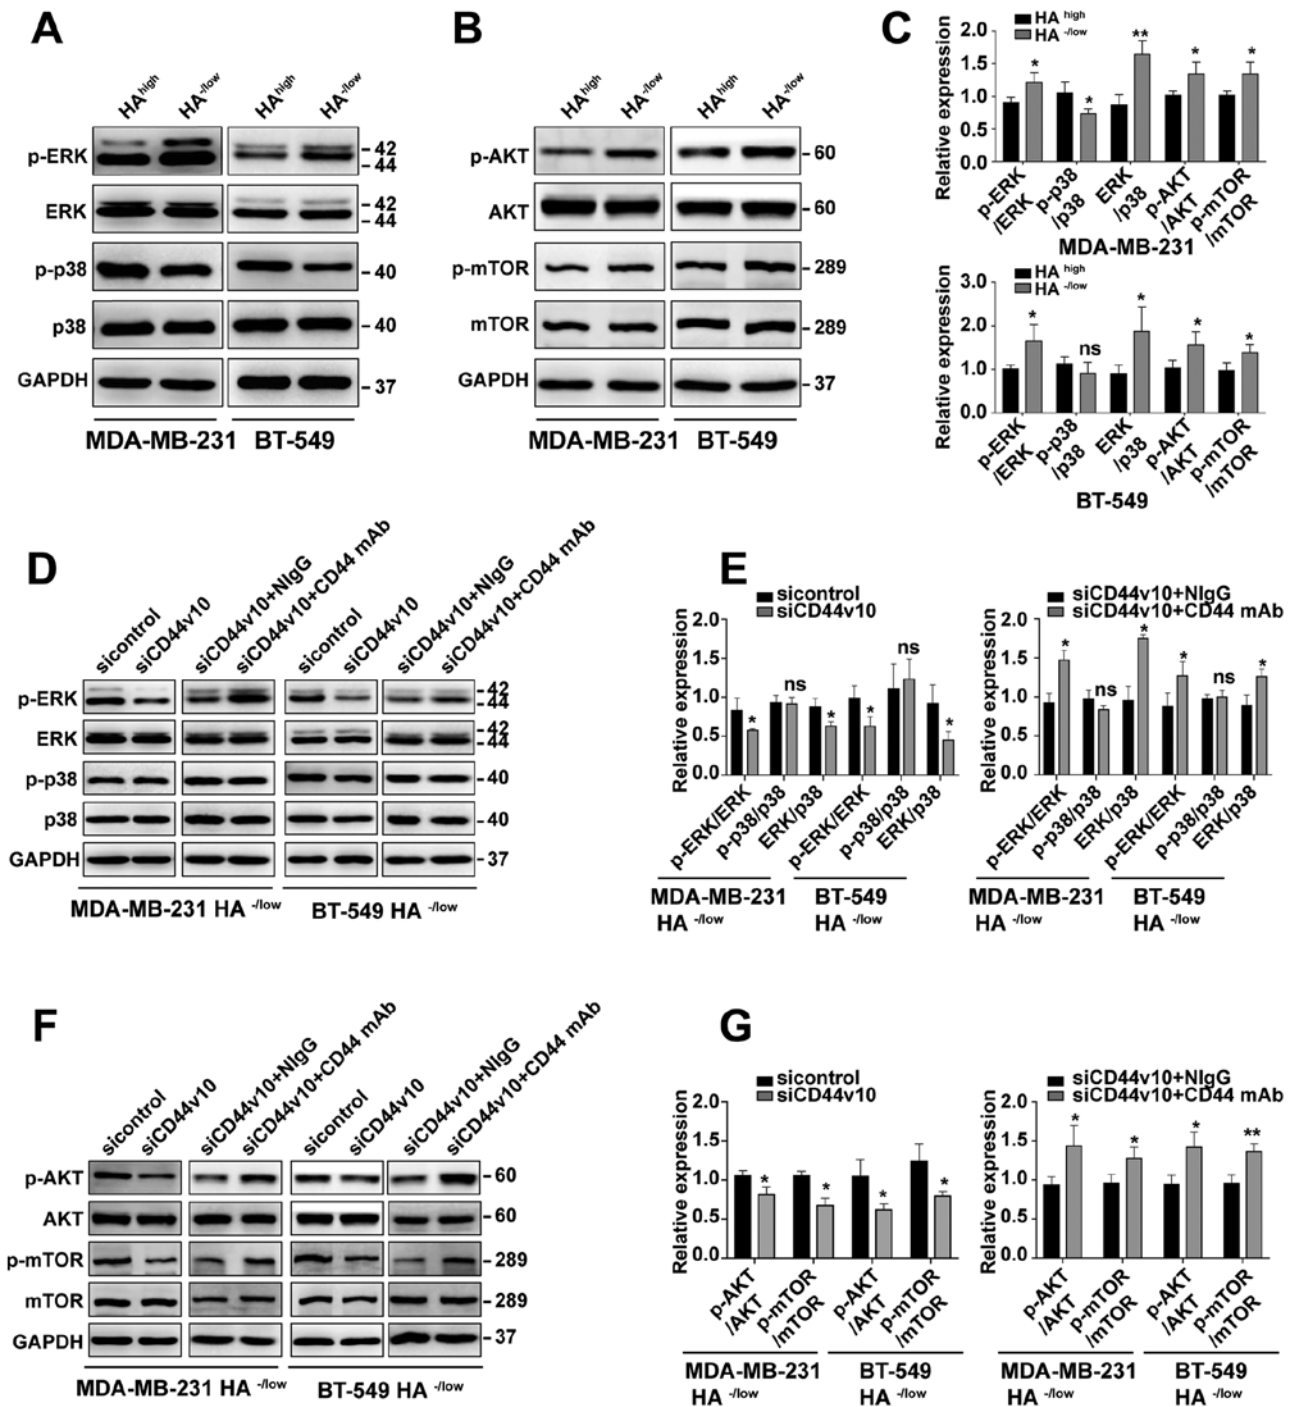 A
HA high
HA -/low
HA high
HA -/low
p-ERK
42
44
ERK
42
44
p-p38
40
p38
40
GAPDH
37
MDA-MB-231
BT-549
B
HA high
HA -/low
HA high
HA -/low
p-AKT
60
AKT
60
p-mTOR
289
mTOR
289
GAPDH
37
MDA-MB-231
BT-549
C
HA high
HA -/low
Relative expression
2.0
1.5
1.0
0.5
0.0
*
*
**
*
*
p-ERK
/ERK
p-p38
/p38
ERK
/p38
p-AKT
/AKT
p-mTOR
/mTOR
MDA-MB-231
HA high
HA -/low
Relative expression
3.0
2.0
1.0
0.0
*
ns
*
*
*
p-ERK
/ERK
p-p38
/p38
ERK
/p38
p-AKT
/AKT
p-mTOR
/mTOR
BT-549
D
sicontrol
siCD44v10
siCD44v10+NIgG
siCD44v10+CD44 mAb
sicontrol
siCD44v10
siCD44v10+NIgG
siCD44v10+CD44 mAb
p-ERK
42
44
ERK
42
44
p-p38
40
p38
40
GAPDH
37
MDA-MB-231 HA -/low
BT-549 HA -/low
E
sicontrol
siCD44v10
Relative expression
2.0
1.5
1.0
0.5
0.0
*
ns
*
*
ns
*
p-ERK/ERK
p-p38/p38
ERK/p38
p-ERK/ERK
p-p38/p38
ERK/p38
MDA-MB-231
HA -/low
BT-549
HA -/low
siCD44v10+NIgG
siCD44v10+CD44 mAb
Relative expression
2.0
1.5
1.0
0.5
0.0
*
ns
*
*
ns
*
p-ERK/ERK
p-p38/p38
ERK/p38
p-ERK/ERK
p-p38/p38
ERK/p38
MDA-MB-231
HA -/low
BT-549
HA -/low
F
sicontrol
siCD44v10
siCD44v10+NIgG
siCD44v10+CD44 mAb
sicontrol
siCD44v10
siCD44v10+NIgG
siCD44v10+CD44 mAb
p-AKT
60
AKT
60
p-mTOR
289
mTOR
289
GAPDH
37
MDA-MB-231 HA -/low
BT-549 HA -/low
G
sicontrol
siCD44v10
Relative expression
2.0
1.5
1.0
0.5
0.0
*
*
*
*
p-AKT
/AKT
p-mTOR
/mTOR
p-AKT
/AKT
p-mTOR
/mTOR
MDA-MB-231
HA -/low
BT-549
HA -/low
siCD44v10+NIgG
siCD44v10+CD44 mAb
Relative expression
2.0
1.5
1.0
0.5
0.0
*
*
*
**
p-AKT
/AKT
p-mTOR
/mTOR
p-AKT
/AKT
p-mTOR
/mTOR
MDA-MB-231
HA -/low
BT-549
HA -/low